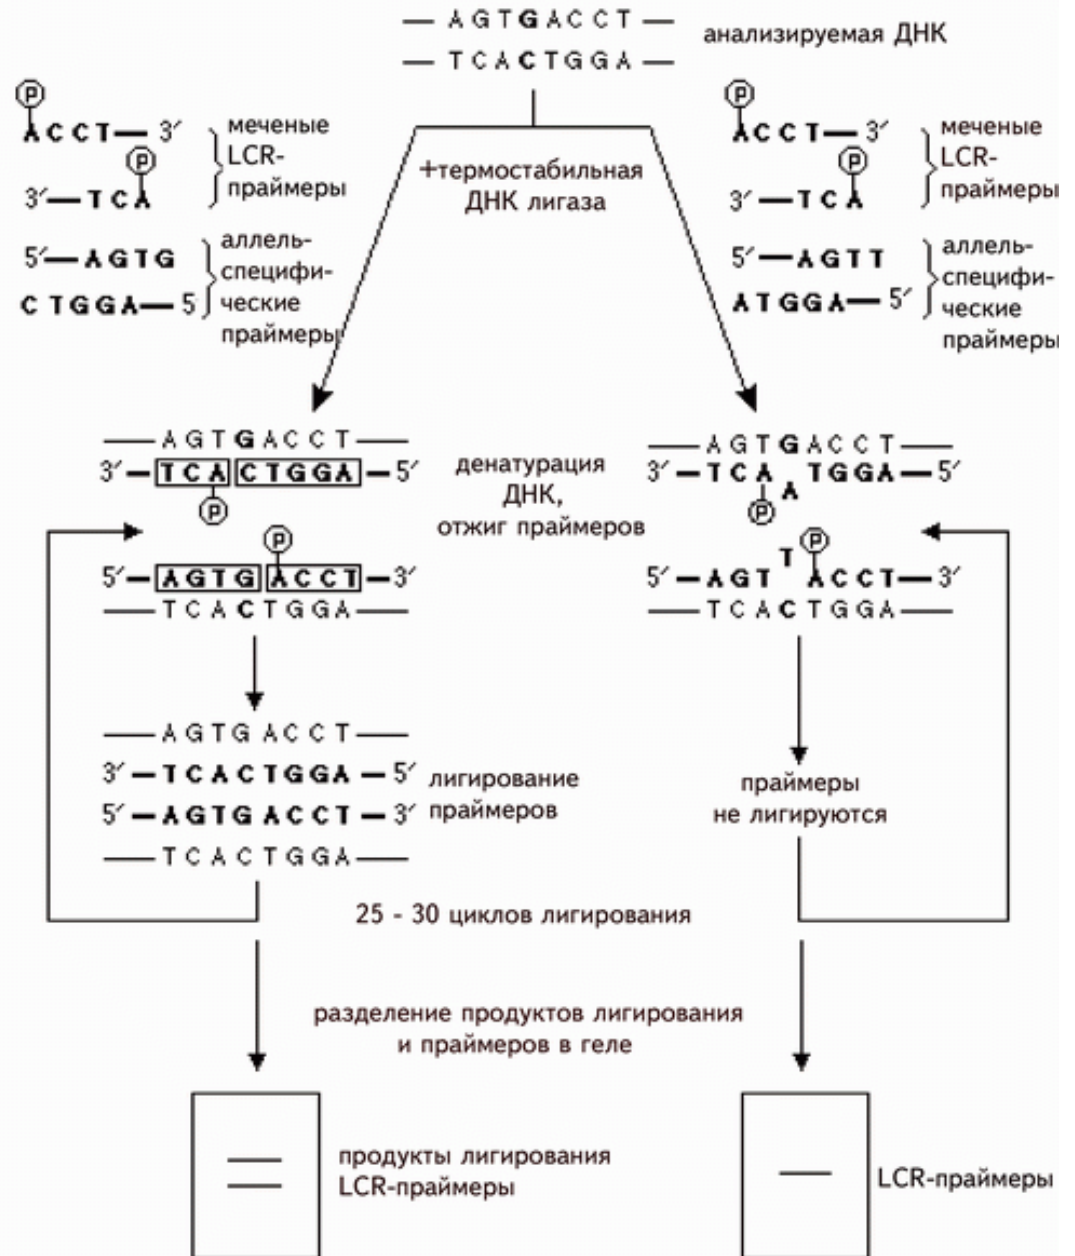 — A G T G A C C T —
— T C A C T G G A —
анализируемая ДНК
P
A C C T — 3′
P
3′ — T C A
меченые
LCR-
праймеры
5′ — A G T G
C T G G A — 5
аллель-
специфи-
ческие
праймеры
+термостабильная
ДНК лигаза
P
A C C T — 3′
P
3′ — T C A
меченые
LCR-
праймеры
5′ — A G T T
A T G G A — 5′
аллель-
специфи-
ческие
праймеры
— A G T G A C C T —
3′ — T C A C T G G A — 5′
P
P
5′ — A G T G A C C T — 3′
— T C A C T G G A —
денатурация
ДНК,
отжиг праймеров
— A G T G A C C T —
3′ — T C A T G G A — 5′
A
P
P
T
5′ — A G T A C C T — 3′
— T C A C T G G A —
— A G T G A C C T —
3′ — T C A C T G G A — 5′
5′ — A G T G A C C T — 3′
— T C A C T G G A —
лигирование
праймеров
праймеры
не лигируются
25 - 30 циклов лигирования
разделение продуктов лигирования
и праймеров в геле
продукты лигирования
LCR-праймеры
LCR-праймеры